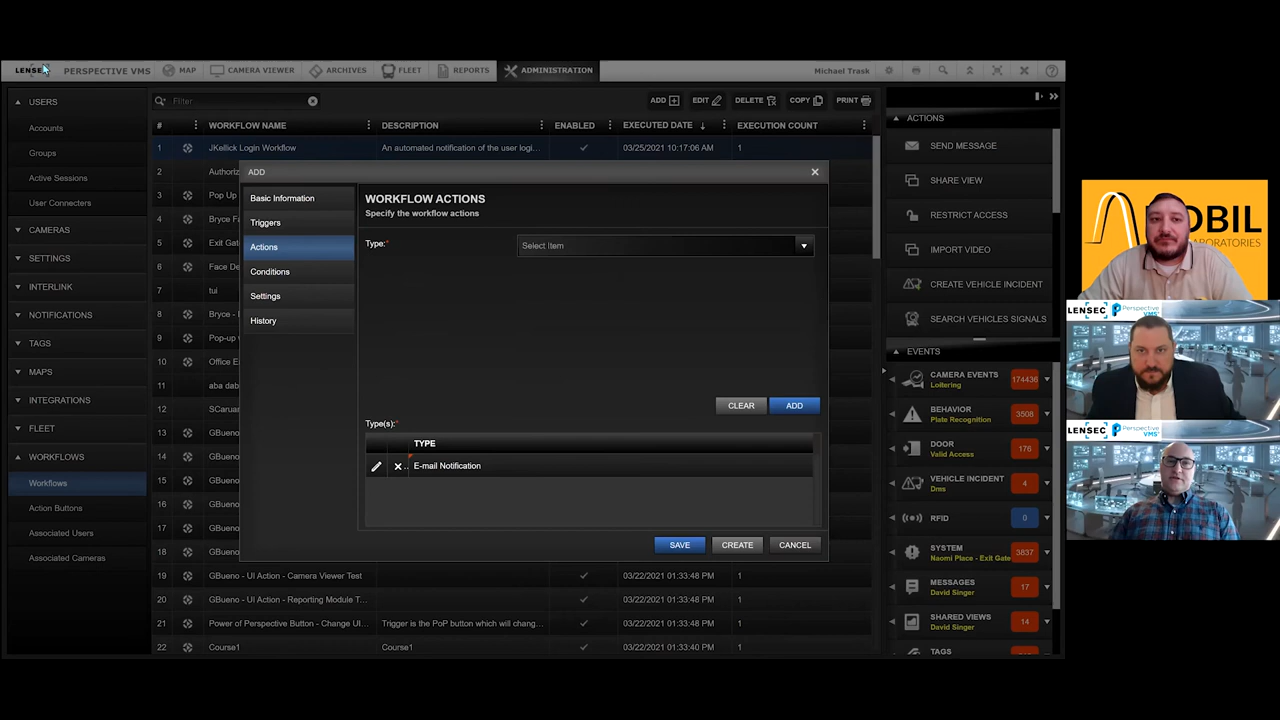 LENSEC
PERSPECTIVE VMS
MAP
CAMERA VIEWER
ARCHIVES
FLEET
REPORTS
ADMINISTRATION
Michael Trask
USERS
Accounts
Groups
Active Sessions
User Connecters
CAMERAS
SETTINGS
INTERLINK
NOTIFICATIONS
TAGS
MAPS
INTEGRATIONS
FLEET
WORKFLOWS
Workflows
Action Buttons
Associated Users
Associated Cameras
Filter
ADD
EDIT
DELETE
COPY
PRINT
# WORKFLOW NAME DESCRIPTION ENABLED EXECUTED DATE EXECUTION COUNT
1 JKellick Login Workflow An automated notification of the user logi... 03/25/2021 10:17:06 AM 1
2 Authoriz
3 Pop Up
4 Bryce F
5 Exit Ga
6 Face De
7 tui
8 Bryce -
9 Pop-up
10 Office E
11 aba dab
12 SCarua
13 GBueno
14 GBueno
15 GBueno
16 GBueno
17 GBueno
18 GBueno
19 GBueno - UI Action - Camera Viewer Test 03/22/2021 01:33:48 PM 1
20 GBueno - UI Action - Reporting Module T... 03/22/2021 01:33:48 PM 1
21 Power of Perspective Button - Change UI... Trigger is the PoP button which will chang... 03/22/2021 01:33:48 PM 1
22 Course1 Course1 03/22/2021 01:33:40 PM 1
ADD
Basic Information
Triggers
Actions
Conditions
Settings
History
WORKFLOW ACTIONS
Specify the workflow actions
Type:*
Select Item
CLEAR
ADD
Type(s):*
TYPE
E-mail Notification
SAVE
CREATE
CANCEL
ACTIONS
SEND MESSAGE
SHARE VIEW
RESTRICT ACCESS
IMPORT VIDEO
CREATE VEHICLE INCIDENT
SEARCH VEHICLES SIGNALS
EVENTS
CAMERA EVENTS
Loitering
174436
BEHAVIOR
Plate Recognition
3508
DOOR
Valid Access
176
VEHICLE INCIDENT
Dms
4
RFID
0
SYSTEM
Naomi Place - Exit Gate
3837
MESSAGES
David Singer
17
SHARED VIEWS
David Singer
14
TAGS
OBIL
ORATORIES
LENSEC Perspective VMS
LENSEC Perspective VMS